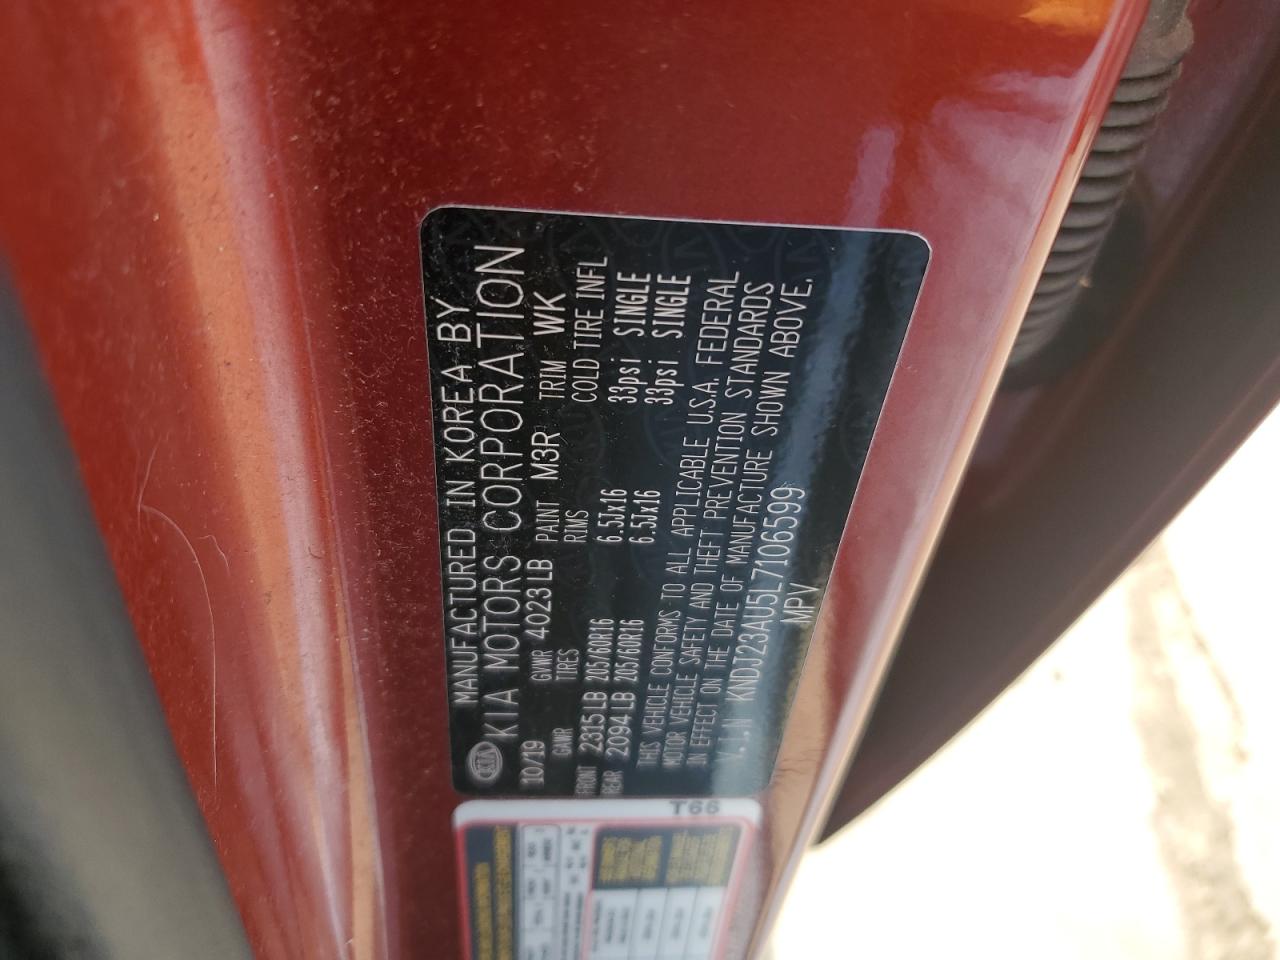 MANUFACTURED IN KOREA BY
KIA KIA MOTORS CORPORATION
10/19 GVWR 4023LB PAINT M3R TRIM WK
GAWR TIRES RIMS COLD TIRE INFL
FRONT 2315LB 205/60R16 6.5Jx16 33psi SINGLE
REAR 2094LB 205/60R16 6.5Jx16 33psi SINGLE
THIS VEHICLE CONFORMS TO ALL APPLICABLE U.S.A. FEDERAL
MOTOR VEHICLE SAFETY AND THEFT PREVENTION STANDARDS
IN EFFECT ON THE DATE OF MANUFACTURE SHOWN ABOVE.
V.I.N KNDJ23AU5L7106599
MPV
T66